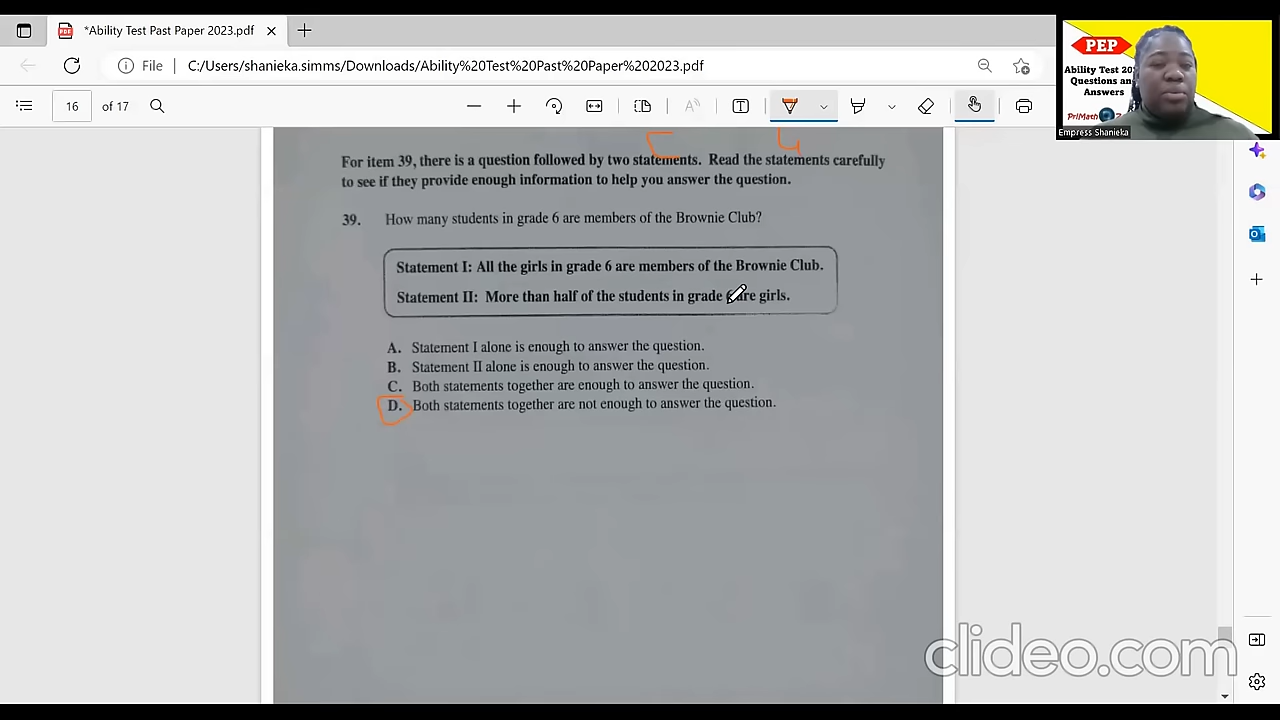 *Ability Test Past Paper 2023.pdf
File C:/Users/shanieka.simms/Downloads/Ability%20Test%20Past%20Paper%202023.pdf
16 of 17
PEP
Ability Test 20
Questions an
Answers
PriMath
Empress Shanieka
For item 39, there is a question followed by two statements. Read the statements carefully
to see if they provide enough information to help you answer the question.
39. How many students in grade 6 are members of the Brownie Club?
Statement I: All the girls in grade 6 are members of the Brownie Club.
Statement II: More than half of the students in grade are girls.
A. Statement I alone is enough to answer the question.
B. Statement II alone is enough to answer the question.
C. Both statements together are enough to answer the question.
D. Both statements together are not enough to answer the question.
clideo.com